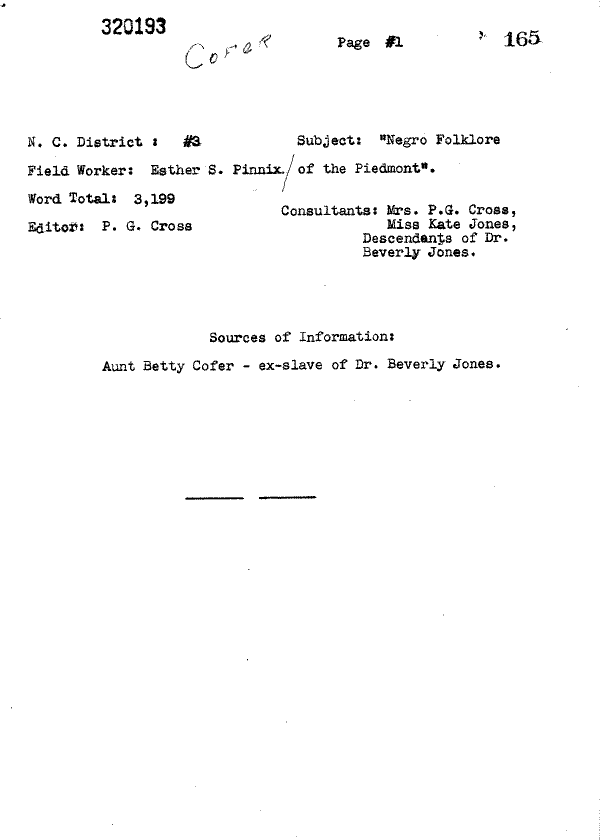 320193
Cofer
Page #1
165
N. C. District : #3 Subject: "Negro Folklore
Field Worker: Esther S. Pinnix / of the Piedmont".
Word Total: 3,199
Consultants: Mrs. P.G. Cross,
Editor: P. G. Cross
Miss Kate Jones,
Descendants of Dr.
Beverly Jones.
Sources of Information:
Aunt Betty Cofer - ex-slave of Dr. Beverly Jones.